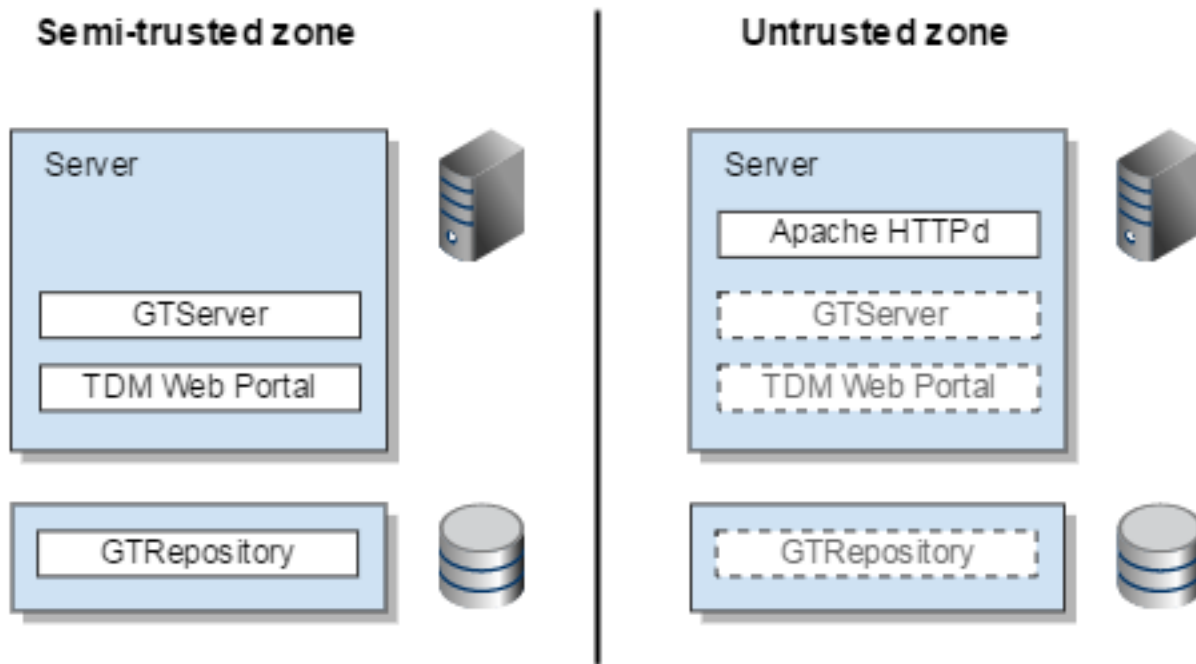 Semi-trusted zone
Server
GTServer
TDM Web Portal
GTRepository
Untrusted zone
Server
Apache HTTPd
GTServer
TDM Web Portal
GTRepository